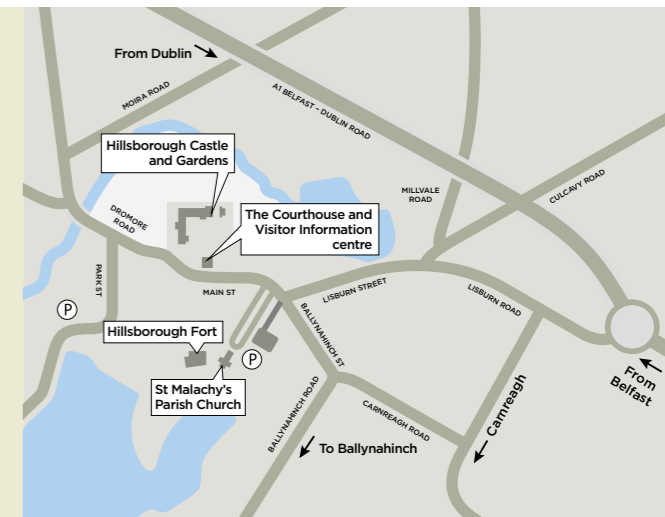 From Dublin
MOIRA ROAD
A1 BELFAST – DUBLIN ROAD
Hillsborough Castle
and Gardens
MILLVALE
ROAD
CULCAVY ROAD
DROMORE
ROAD
The Courthouse and
Visitor Information
centre
PARK ST
MAIN ST
LISBURN STREET
LISBURN ROAD
P
Hillsborough Fort
BALLYNAHINCH ST
P
St Malachy's
Parish Church
From
Belfast
BALLYNAHINCH ROAD
CARNREAGH ROAD
Carnreagh
To Ballynahinch